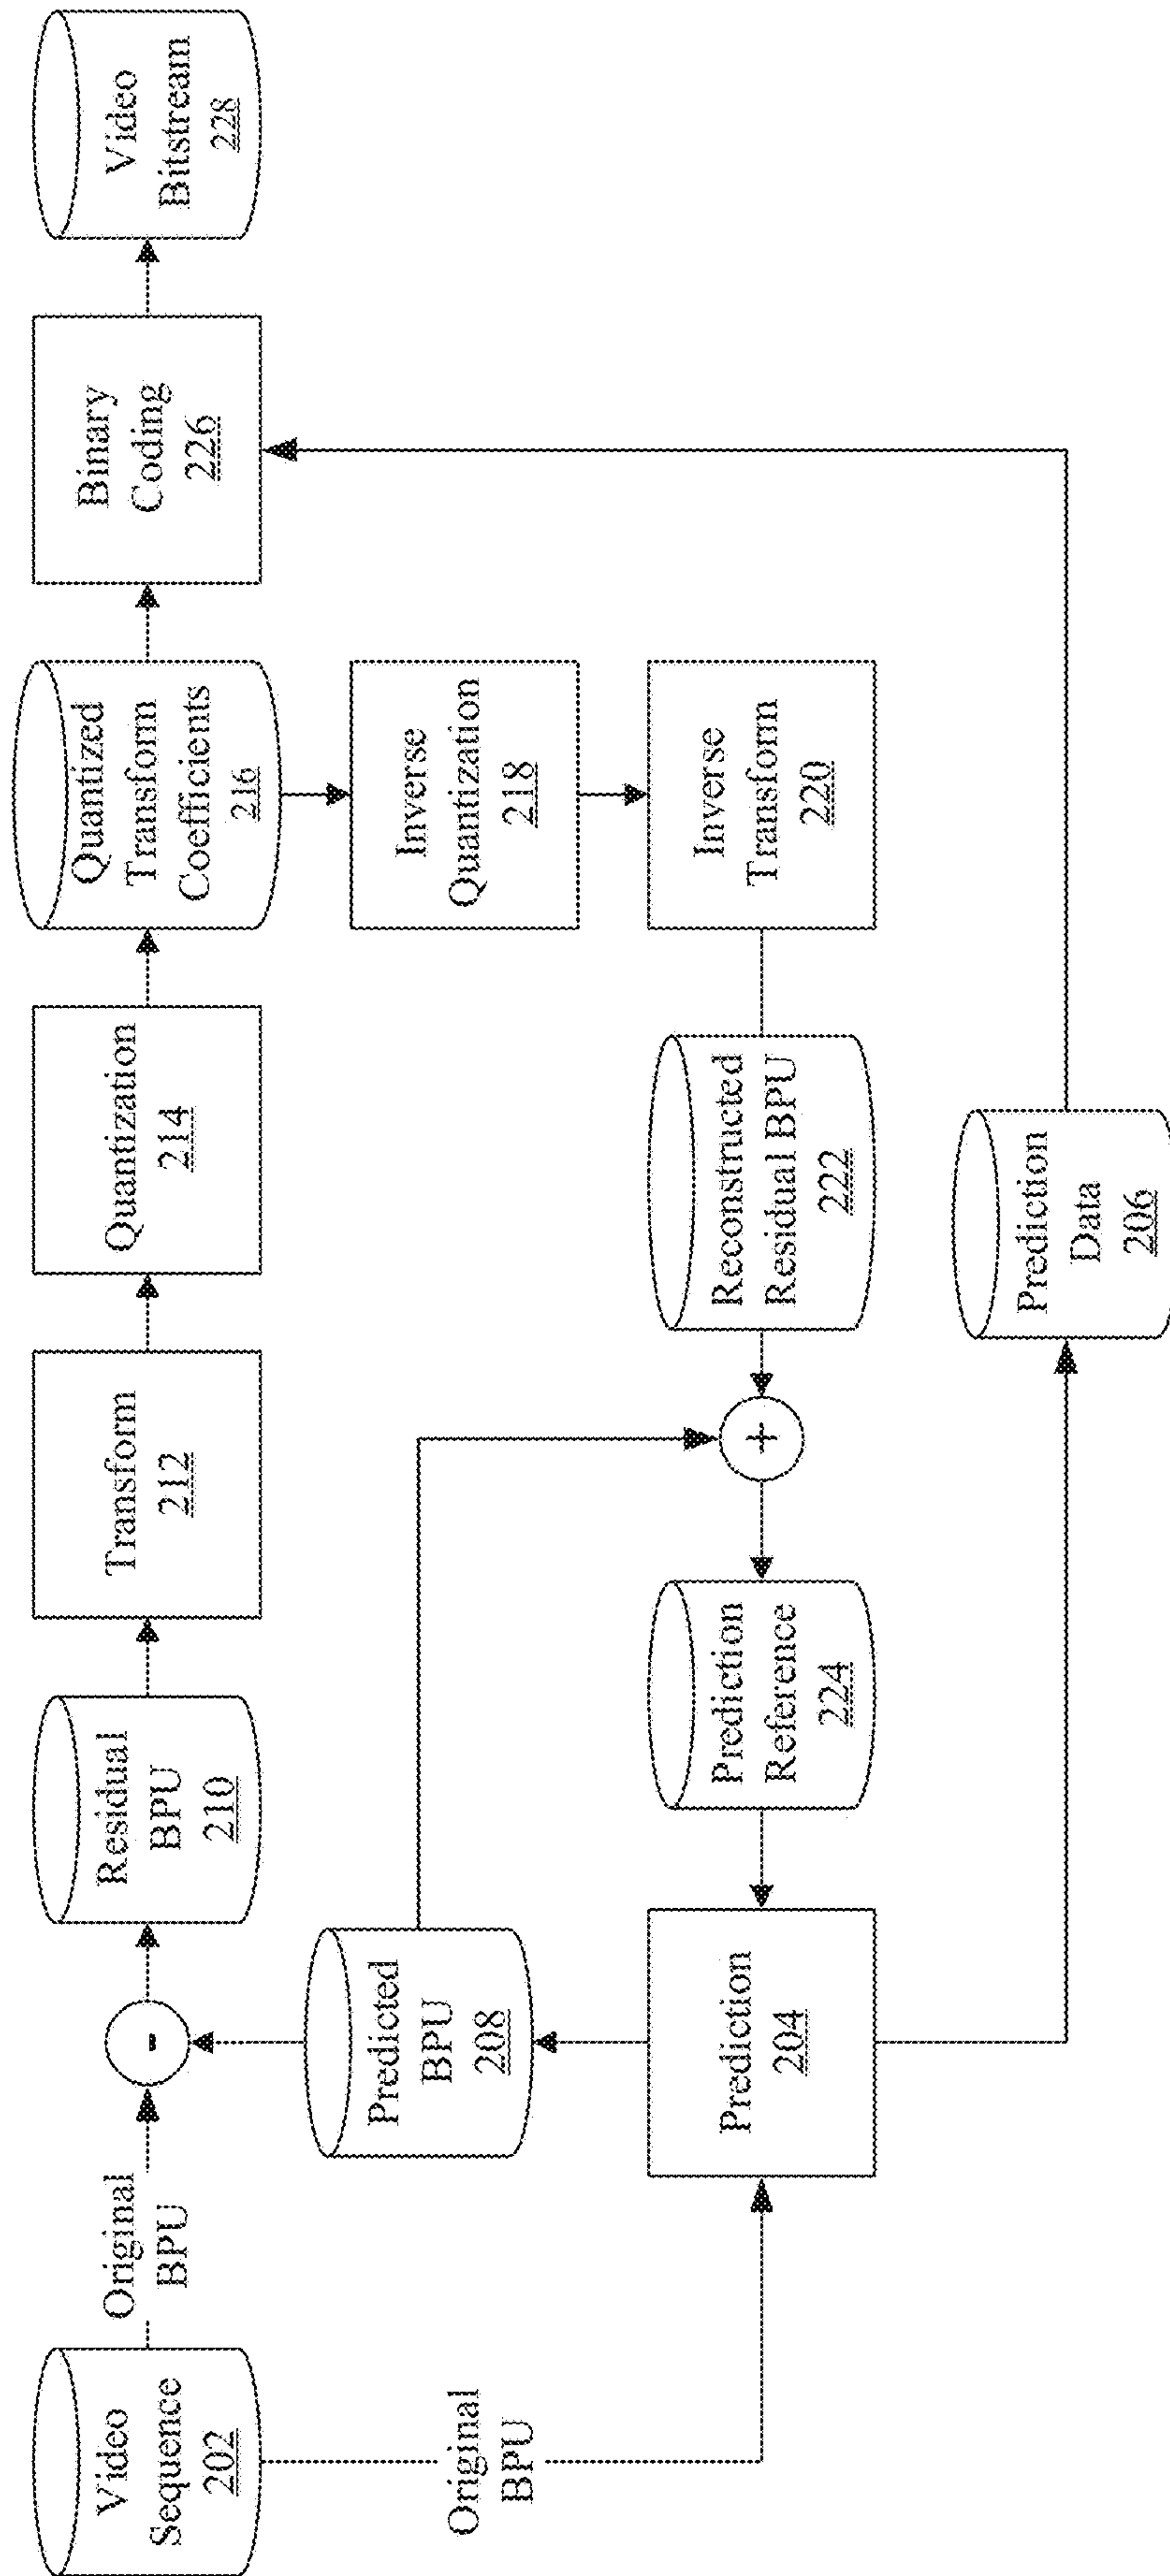 Video
Sequence
202
Original
BPU
-
Residual
BPU
210
Transform
212
Quantization
214
Quantized
Transform
Coefficients
216
Binary
Coding
226
Video
Bitstream
228
Original
BPU
Predicted
BPU
208
Inverse
Quantization
218
Prediction
204
Prediction
Reference
224
+
Reconstructed
Residual BPU
222
Inverse
Transform
220
Prediction
Data
206